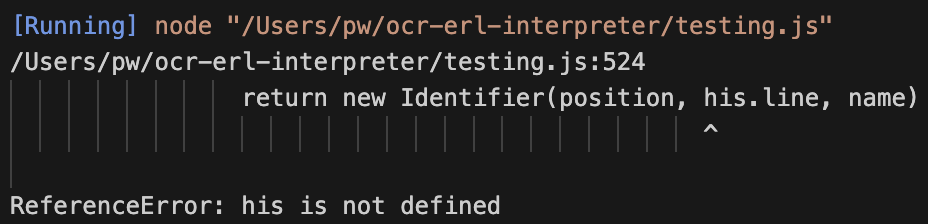 [Running] node "/Users/pw/ocr-erl-interpreter/testing.js"
/Users/pw/ocr-erl-interpreter/testing.js:524
return new Identifier(position, his.line, name)
^
ReferenceError: his is not defined